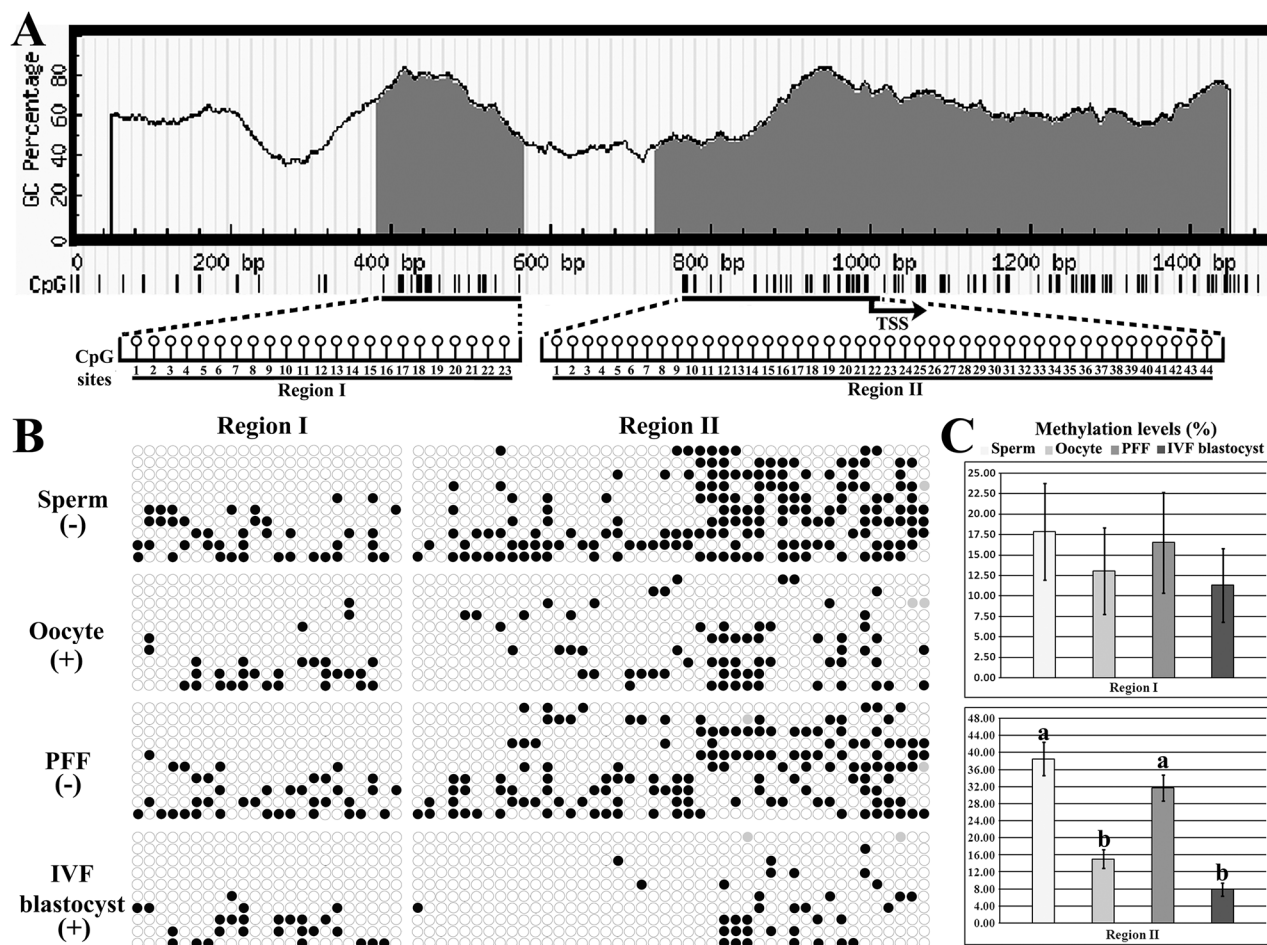 A
GC Percentage
80
60
40
20
0
0 200 bp 400 bp 600 bp 800 bp 1000 bp 1200 bp 1400 bp
CpG
TSS
CpG sites
1 2 3 4 5 6 7 8 9 10 11 12 13 14 15 16 17 18 19 20 21 22 23
Region I
1 2 3 4 5 6 7 8 9 10 11 12 13 14 15 16 17 18 19 20 21 22 23 24 25 26 27 28 29 30 31 32 33 34 35 36 37 38 39 40 41 42 43 44
Region II
B
Region I
Region II
Sperm
(-)
Oocyte
(+)
PFF
(-)
IVF
blastocyst
(+)
C
Methylation levels (%)
Sperm Oocyte PFF IVF blastocyst
25.00
22.50
20.00
17.50
15.00
12.50
10.00
7.50
5.00
2.50
0.00
Region I
48.00
44.00
40.00
36.00
32.00
28.00
24.00
20.00
16.00
12.00
8.00
4.00
0.00
a
b
a
b
Region II